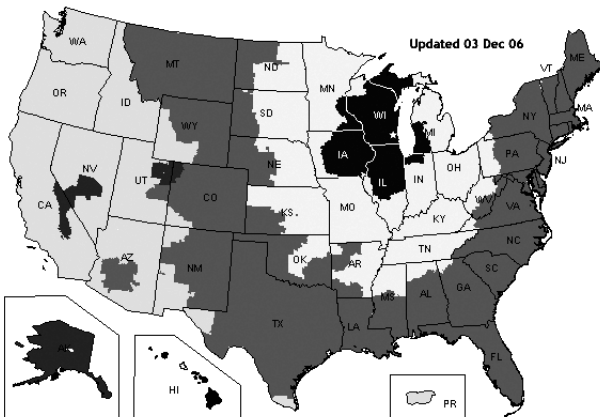 Updated 03 Dec 06
WA
MT
ND
MN
VT
ME
OR
ID
SD
WI
MI
NY
MA
WY
NE
IA
PA
NJ
NV
UT
IL
IN
OH
CA
CO
KS.
MO
WV
VA
KY
AZ
NM
OK
AR
TN
NC
SC
MS
AL
GA
TX
LA
FL
AK
HI
PR